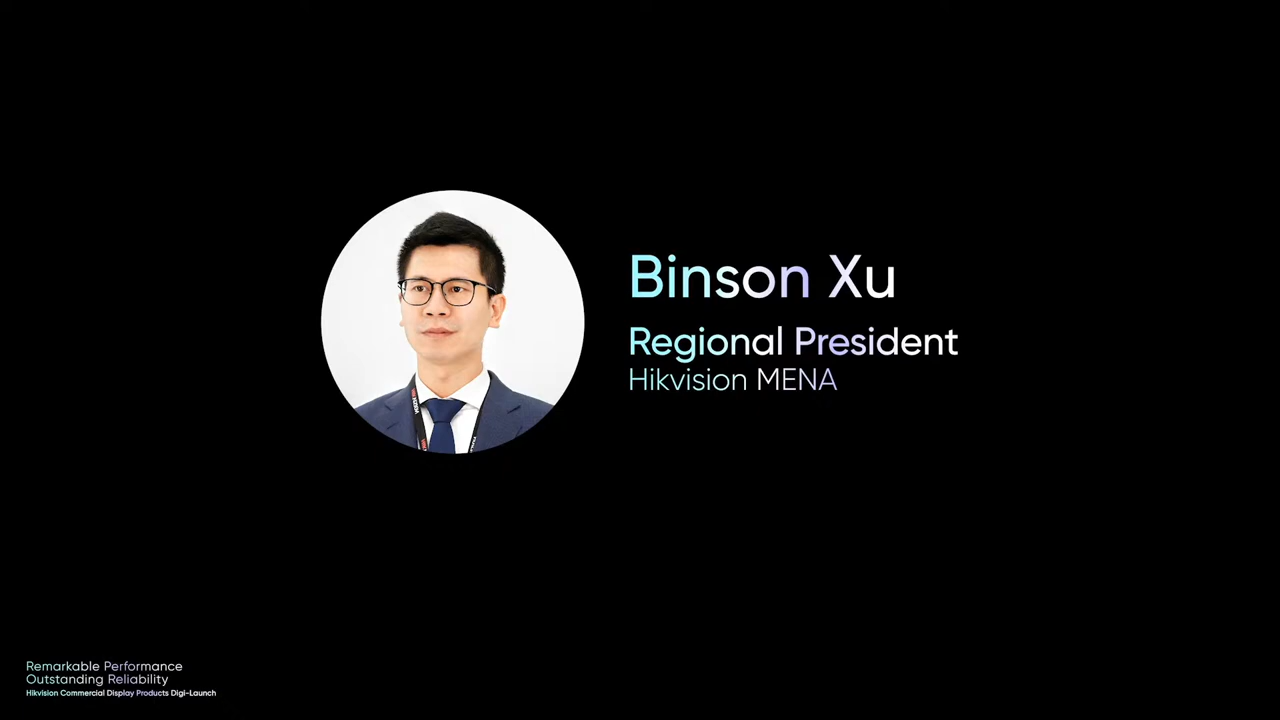 Binson Xu
Regional President
Hikvision MENA
Remarkable Performance
Outstanding Reliability
Hikvision Commercial Display Products Digi-Launch